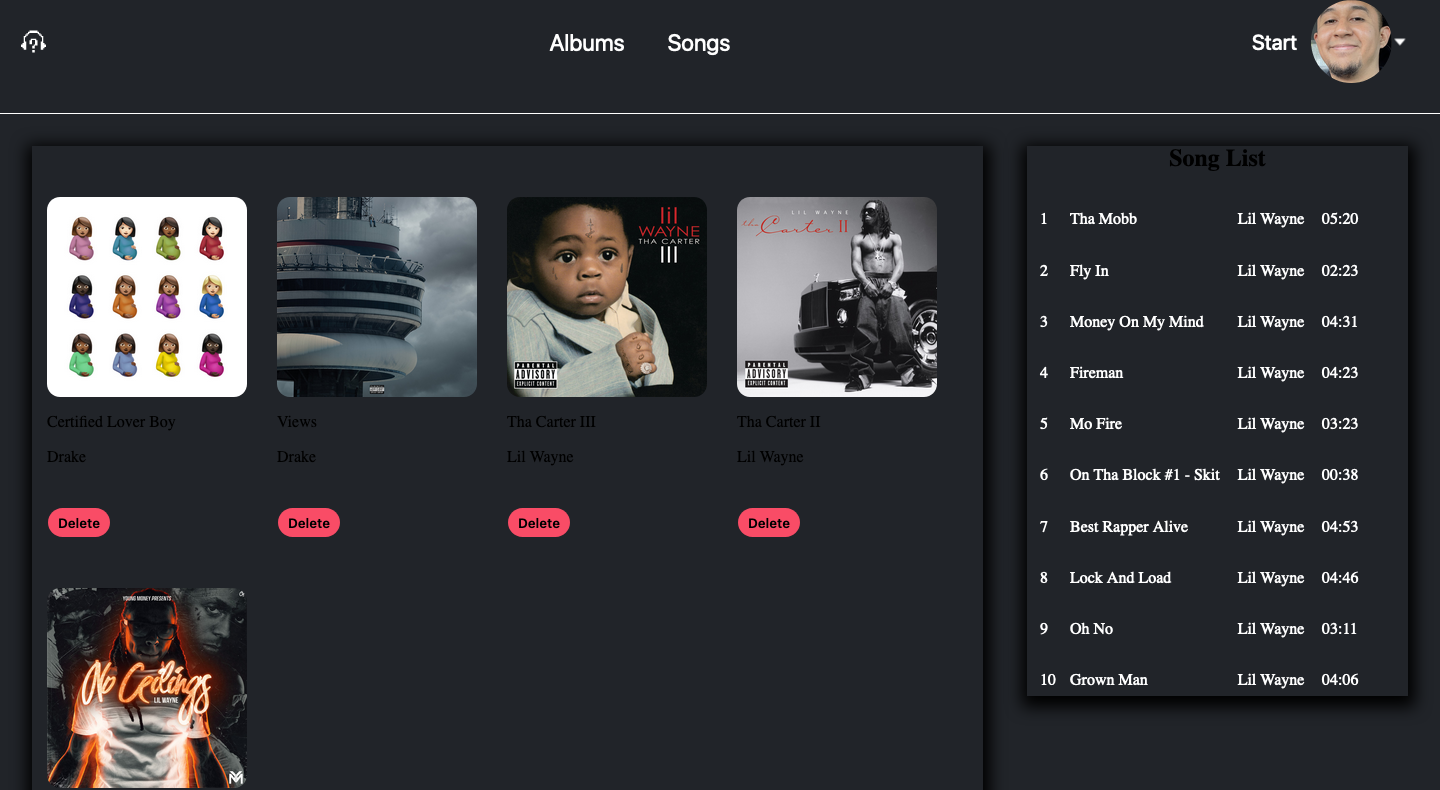 Albums Songs Start
Song List
lil
WAYNE
THA CARTER
III
PARENTAL
ADVISORY
EXPLICIT CONTENT
LIL WAYNE
tha Carter II
PARENTAL
ADVISORY
EXPLICIT CONTENT
Certified Lover Boy
Drake
Delete
Views
Drake
Delete
Tha Carter III
Lil Wayne
Delete
Tha Carter II
Lil Wayne
Delete
YOUNG MONEY PRESENTS
No Ceilings
LIL WAYNE
1 Tha Mobb Lil Wayne 05:20
2 Fly In Lil Wayne 02:23
3 Money On My Mind Lil Wayne 04:31
4 Fireman Lil Wayne 04:23
5 Mo Fire Lil Wayne 03:23
6 On Tha Block #1 - Skit Lil Wayne 00:38
7 Best Rapper Alive Lil Wayne 04:53
8 Lock And Load Lil Wayne 04:46
9 Oh No Lil Wayne 03:11
10 Grown Man Lil Wayne 04:06